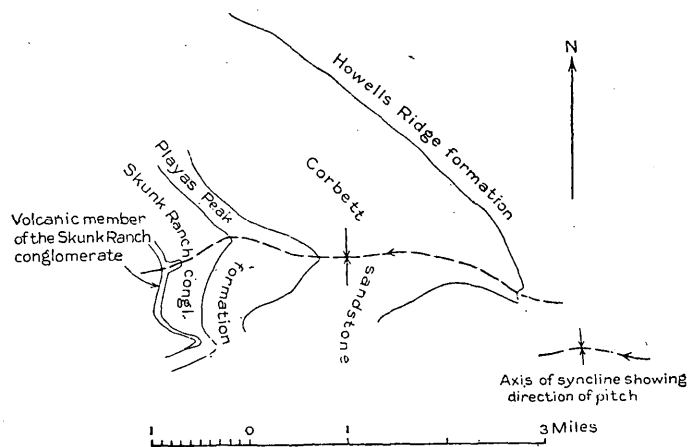 N
Howells Ridge formation
Corbett
sandstone
Playas Peak
formation
Skunk Ranch
congl.
Volcanic member
of the Skunk Ranch
conglomerate
Axis of syncline showing
direction of pitch
1 0 1 3 Miles